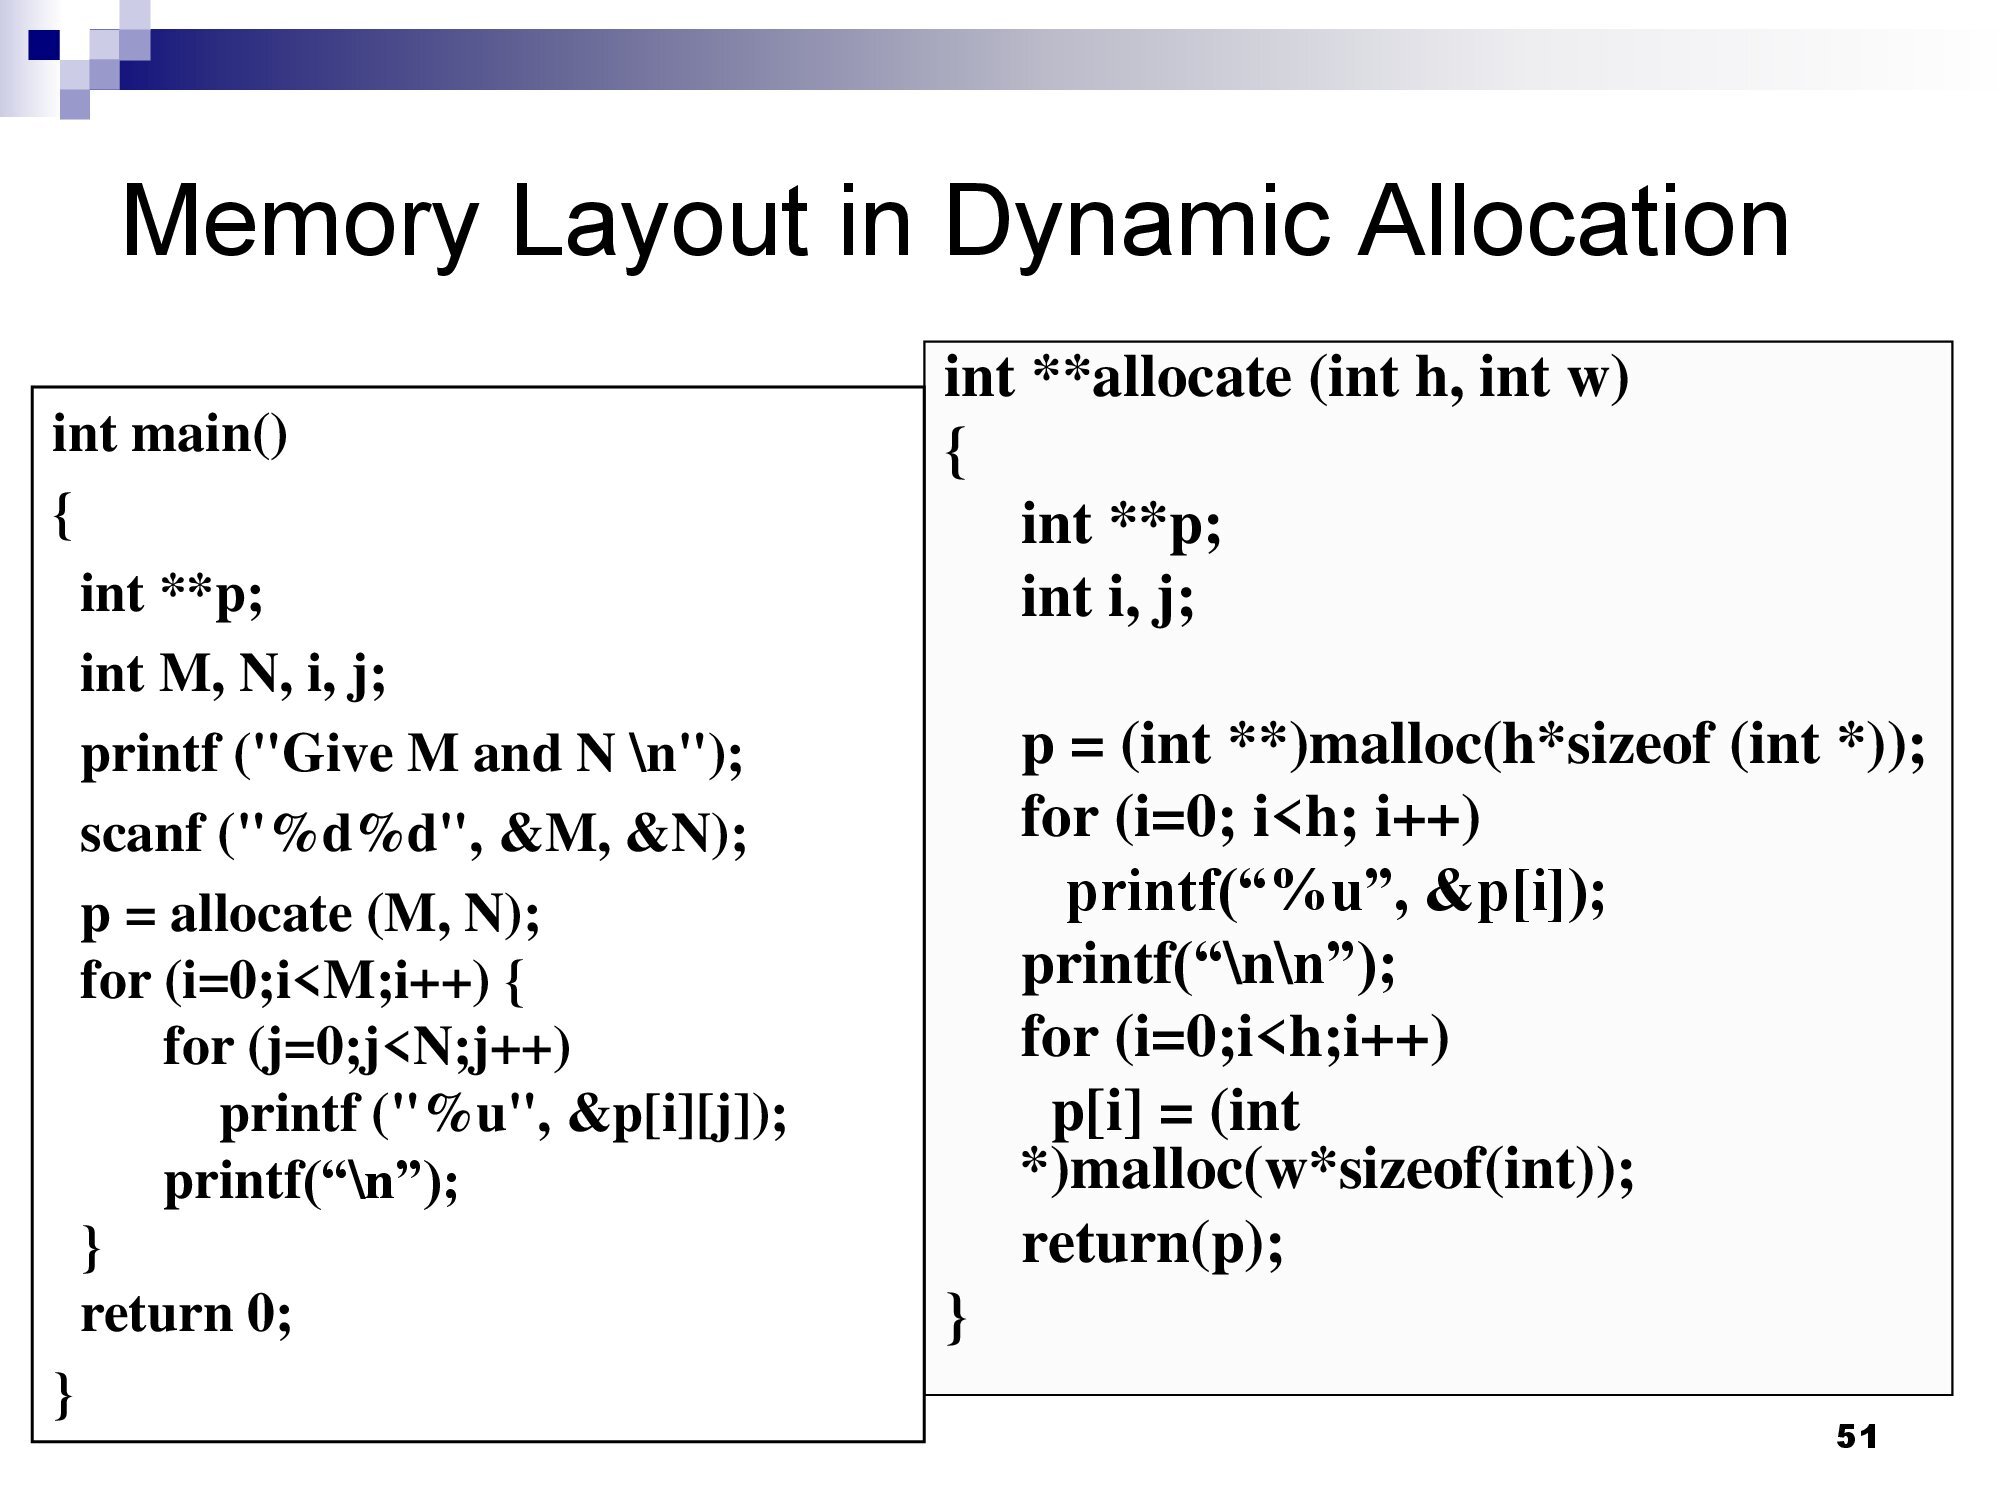 Memory Layout in Dynamic Allocation
int main()
{
int **p;
int M, N, i, j;
printf ("Give M and N \n");
scanf ("%d%d", &M, &N);
p = allocate (M, N);
for (i=0;i<M;i++) {
for (j=0;j<N;j++)
printf ("%u", &p[i][j]);
printf(“\n”);
}
return 0;
}
int **allocate (int h, int w)
{
int **p;
int i, j;
p = (int **)malloc(h*sizeof (int *));
for (i=0; i<h; i++)
printf(“%u”, &p[i]);
printf(“\n\n”);
for (i=0;i<h;i++)
p[i] = (int
*)malloc(w*sizeof(int));
return(p);
}
51